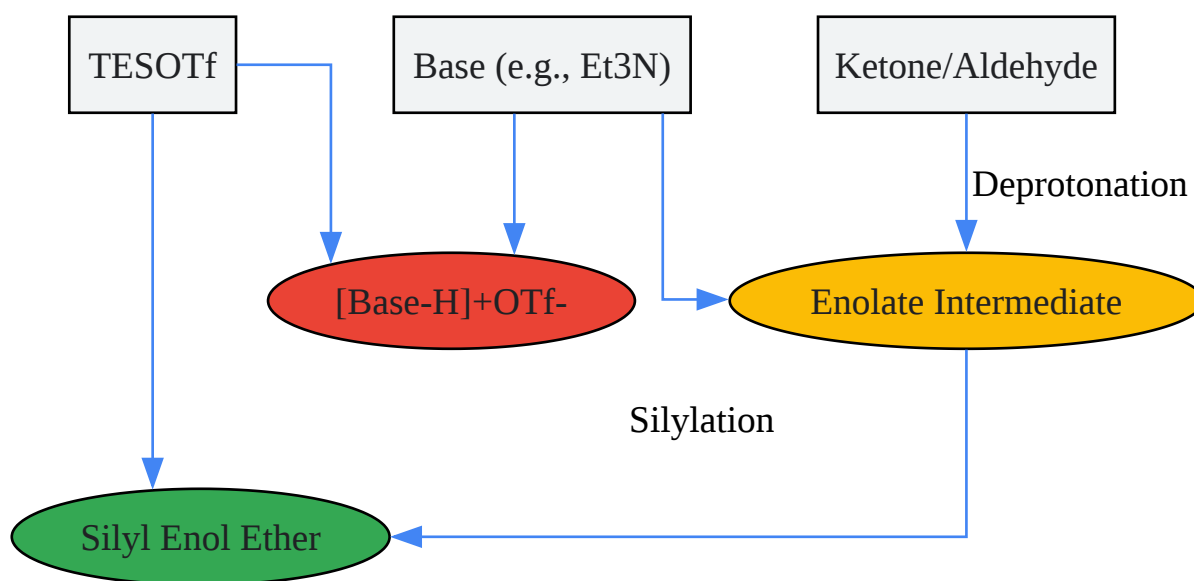 TESOTf
Base (e.g., Et3N)
Ketone/Aldehyde
Deprotonation
[Base-H]+OTf-
Enolate Intermediate
Silylation
Silyl Enol Ether